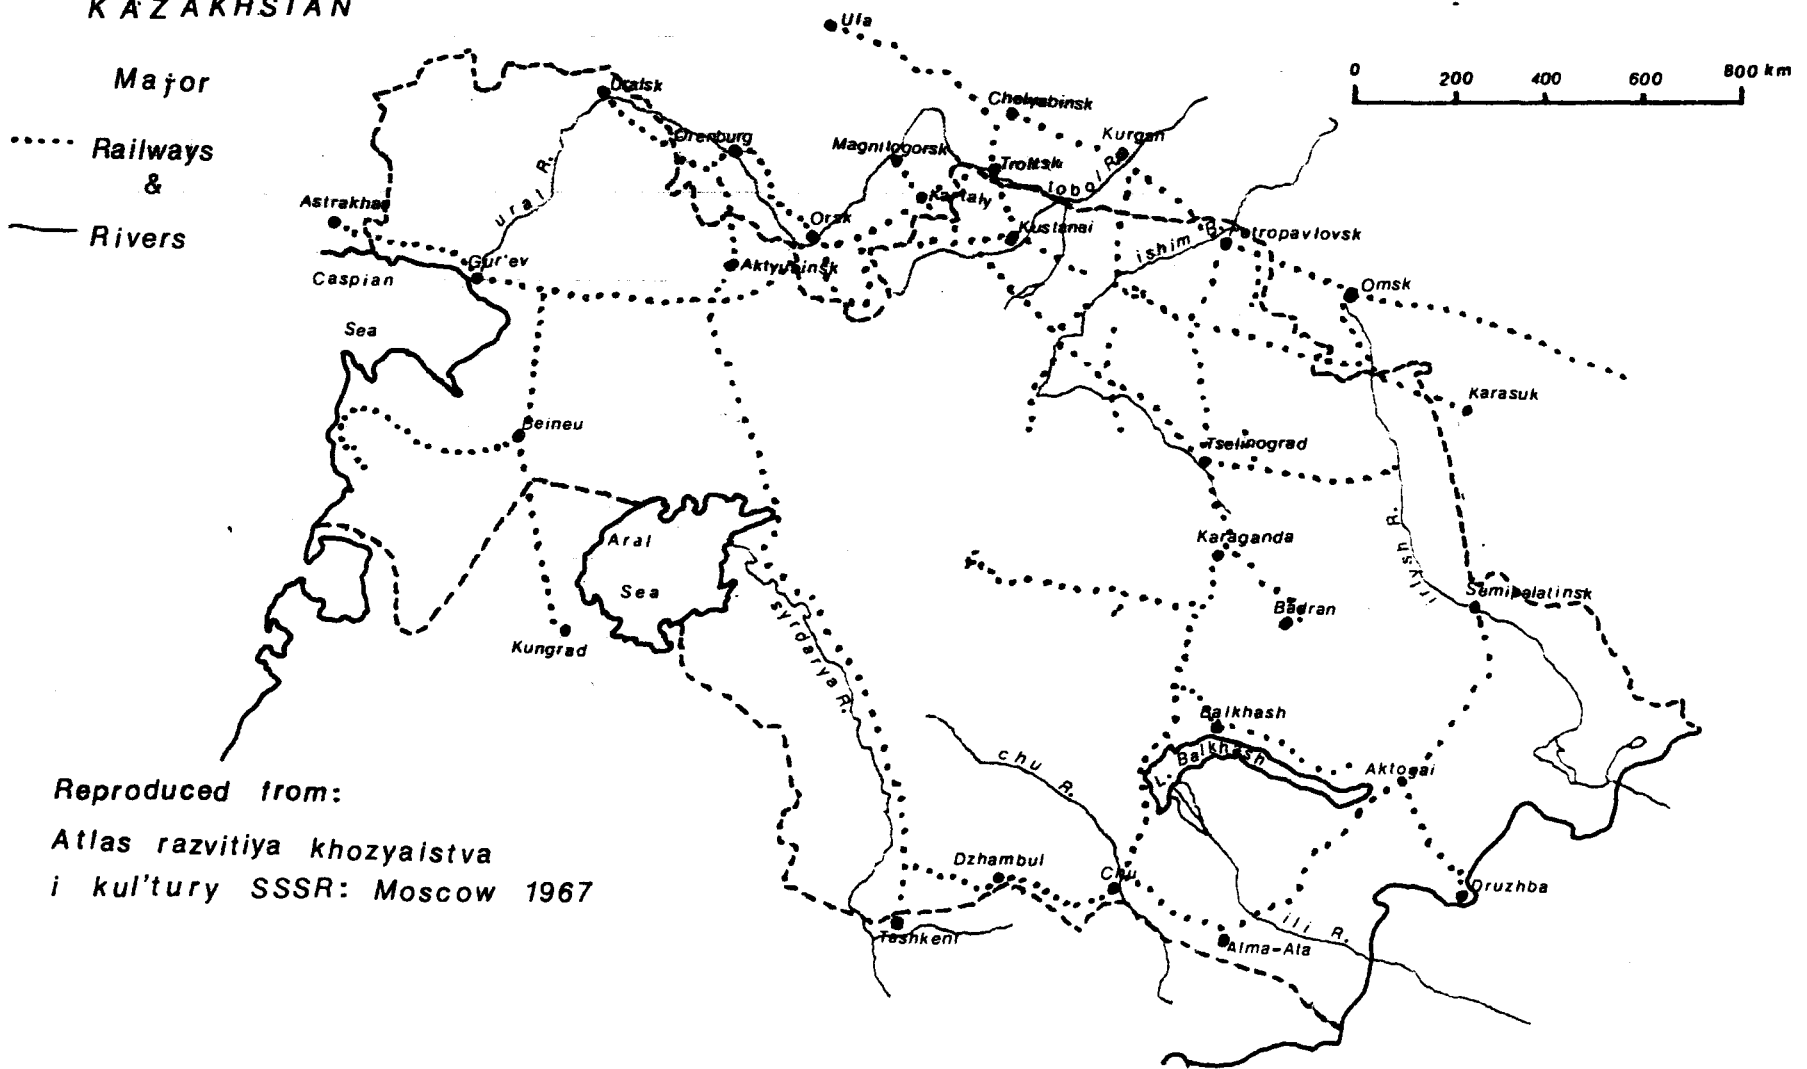 KAZAKHSTAN
Major
Railways
&
Rivers
Ufa
0 200 400 600 800 km
Chelyabinsk
Uralsk
Orenburg
Magnitogorsk
Kurgan
Troitsk
tobol R.
Kartaly
Astrakhan
ural R.
Orsk
Kustanai
ishim R.
Petropavlovsk
Gur'ev
Aktyubinsk
Caspian
Sea
Omsk
Karasuk
Beineu
Tselinograd
irtysh R.
Aral
Sea
Karaganda
Semipalatinsk
syrdarya R.
Badran
Kungrad
Balkhash
L. Balkhash
chu R.
Aktogai
Reproduced from:
Atlas razvitiya khozyaistva
i kul'tury SSSR: Moscow 1967
Dzhambul
Chu
Druzhba
Tashkent
ili R.
Alma-Ata